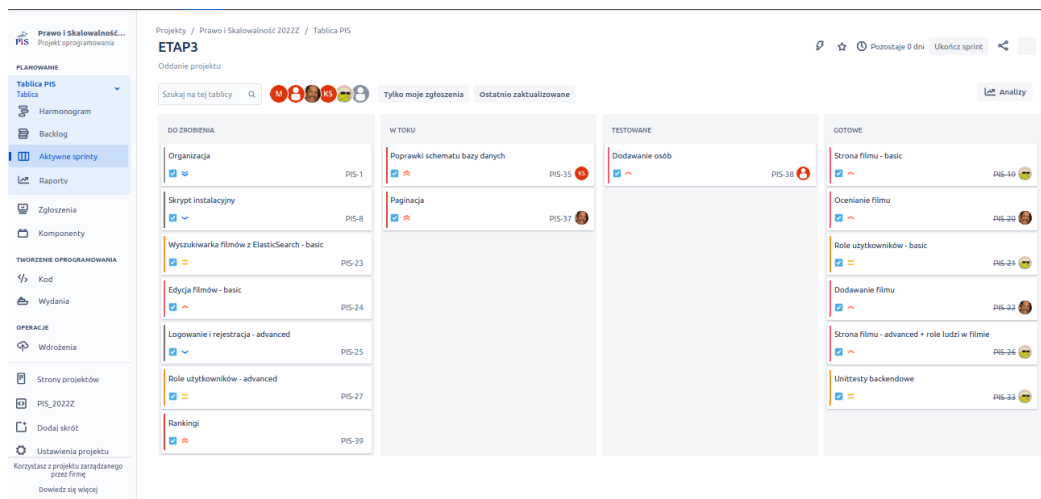 PIS
Prawo i Skalowalność...
Projekt oprogramowania
PLANOWANIE
Tablica PIS
Tablica
Harmonogram
Backlog
Aktywne sprinty
Raporty
Zgłoszenia
Komponenty
TWORZENIE OPROGRAMOWANIA
Kod
Wydania
OPERACJE
Wdrożenia
Strony projektów
PIS_2022Z
Dodaj skrót
Ustawienia projektu
Korzystasz z projektu zarządzanego
przez firmę
Dowiedz się więcej
Projekty / Prawo i Skalowalność 2022Z / Tablica PIS
ETAP3
Oddanie projektu
Pozostaje 0 dni Ukończ sprint
Szukaj na tej tablicy M KS Tylko moje zgłoszenia Ostatnio zaktualizowane
Analizy
DO ZROBIENIA
Organizacja
PIS-1
Skrypt instalacyjny
PIS-8
Wyszukiwarka filmów z ElasticSearch - basic
PIS-23
Edycja filmów - basic
PIS-24
Logowanie i rejestracja - advanced
PIS-25
Role użytkowników - advanced
PIS-27
Rankingi
PIS-39
W TOKU
Poprawki schematu bazy danych
PIS-35 KS
Paginacja
PIS-37
TESTOWANE
Dodawanie osób
PIS-38
GOTOWE
Strona filmu - basic
PIS-19
Ocenianie filmu
PIS-20
Role użytkowników - basic
PIS-21
Dodawanie filmu
PIS-22
Strona filmu - advanced + role ludzi w filmie
PIS-26
Unittesty backendowe
PIS-33